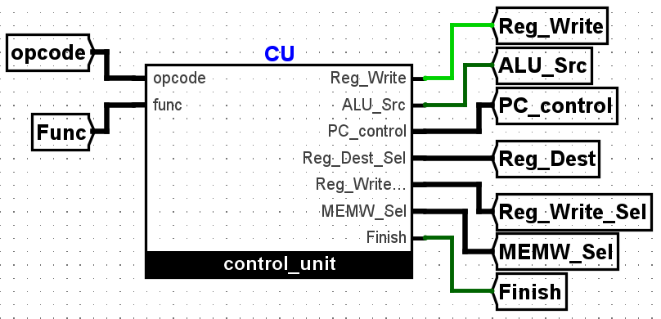 CU
opcode
Func
opcode
func
Reg_Write
ALU_Src
PC_control
Reg_Dest_Sel
Reg_Write...
MEMW_Sel
Finish
control_unit
Reg_Write
ALU_Src
PC_control
Reg_Dest
Reg_Write_Sel
MEMW_Sel
Finish